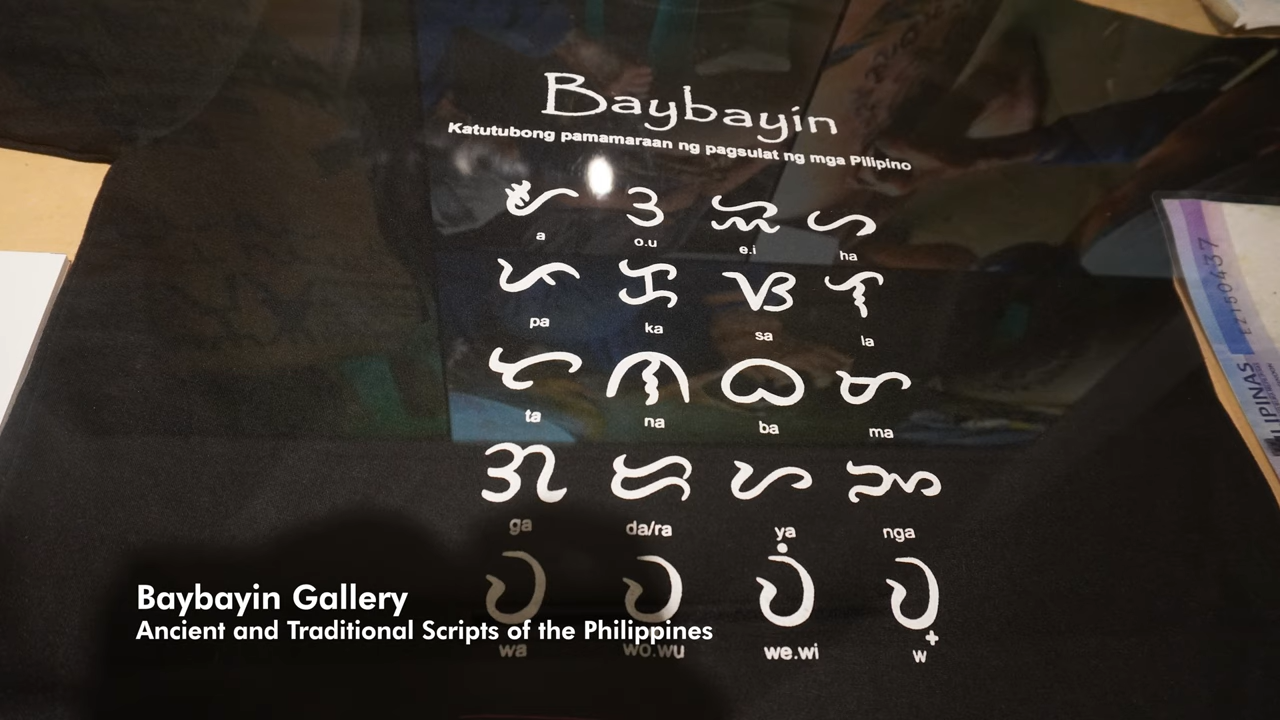 Baybayin
Katutubong pamamaraan ng pagsulat ng mga Pilipino
ᜀ ᜂ ᜁ ᜑ
a o.u e.i ha
ᜉ ᜃ ᜐ ᜎ
pa ka sa la
ᜆ ᜈ ᜊ ᜋ
ta na ba ma
ᜄ ᜇ ᜌ ᜅ
ga da/ra ya nga
ᜏ ᜏ ᜏᜒ ᜏ᜔
wa wo.wu we.wi w
Baybayin Gallery
Ancient and Traditional Scripts of the Philippines
EZ180437